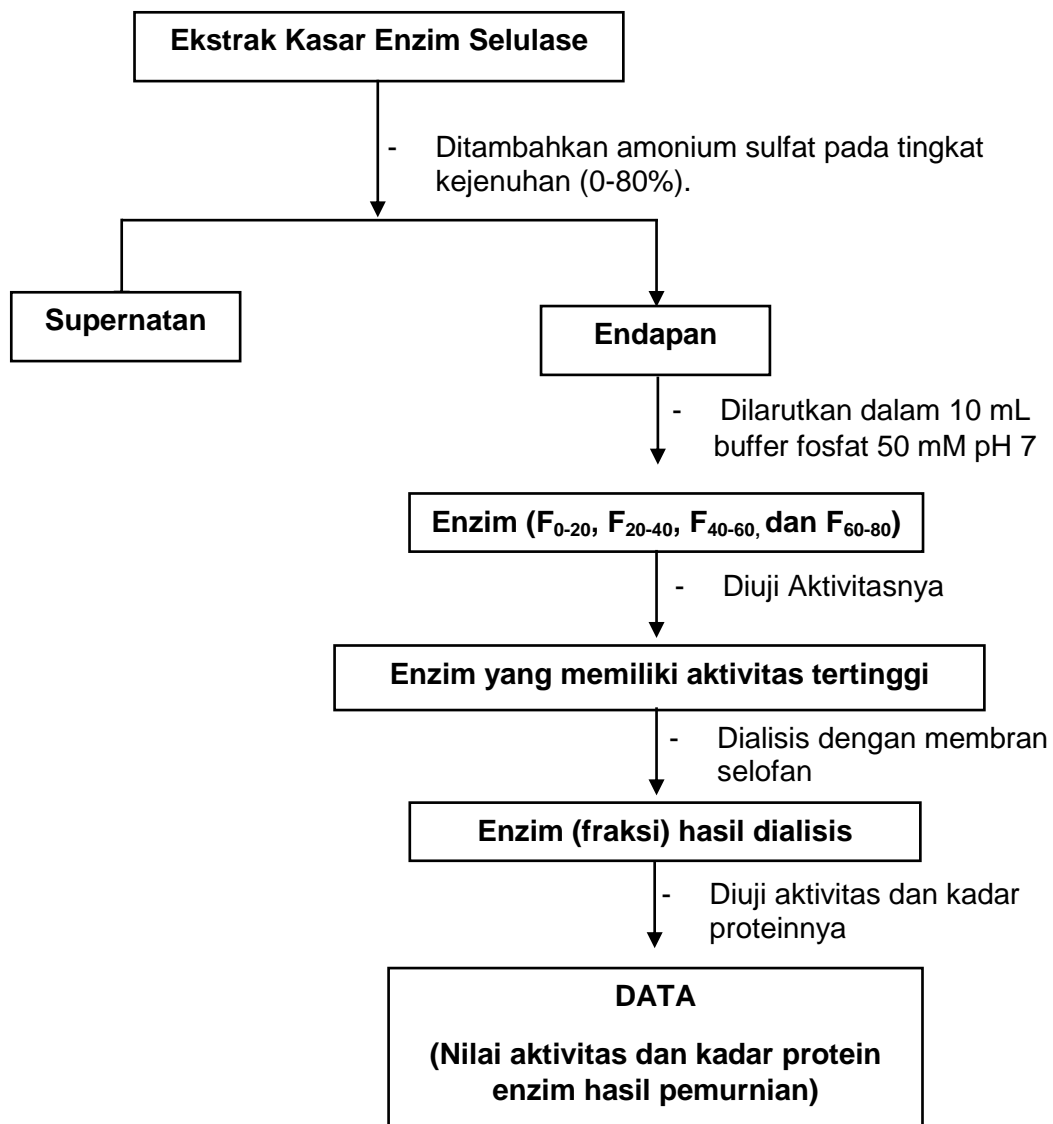 Ekstrak Kasar Enzim Selulase
- Ditambahkan amonium sulfat pada tingkat
kejenuhan (0-80%).
Supernatan
Endapan
- Dilarutkan dalam 10 mL
buffer fosfat 50 mM pH 7
Enzim (F0-20, F20-40, F40-60, dan F60-80)
- Diuji Aktivitasnya
Enzim yang memiliki aktivitas tertinggi
- Dialisis dengan membran
selofan
Enzim (fraksi) hasil dialisis
- Diuji aktivitas dan kadar
proteinnya
DATA
(Nilai aktivitas dan kadar protein
enzim hasil pemurnian)